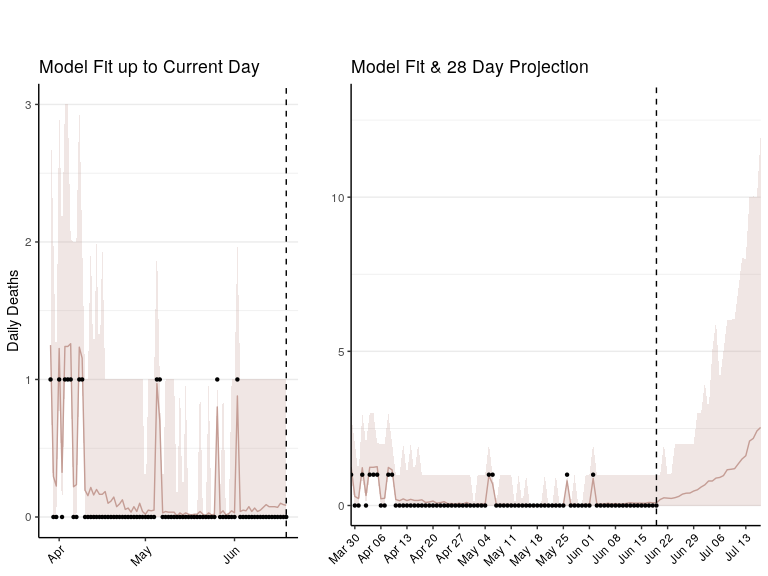 Model Fit up to Current Day
Daily Deaths
3
2
1
0
Apr
May
Jun
Model Fit & 28 Day Projection
10
5
0
Mar 30
Apr 06
Apr 13
Apr 20
Apr 27
May 04
May 11
May 18
May 25
Jun 01
Jun 08
Jun 15
Jun 22
Jun 29
Jul 06
Jul 13